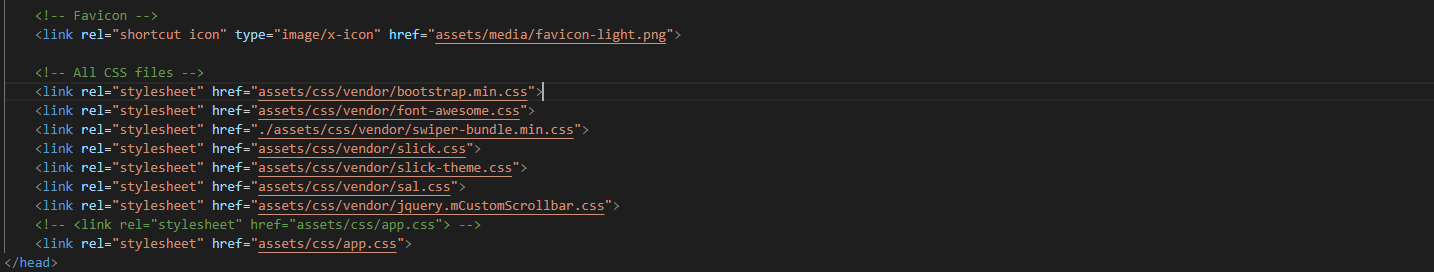 <!-- Favicon -->
<link rel="shortcut icon" type="image/x-icon" href="assets/media/favicon-light.png">
<!-- All CSS files -->
<link rel="stylesheet" href="assets/css/vendor/bootstrap.min.css">
<link rel="stylesheet" href="assets/css/vendor/font-awesome.css">
<link rel="stylesheet" href="./assets/css/vendor/swiper-bundle.min.css">
<link rel="stylesheet" href="assets/css/vendor/slick.css">
<link rel="stylesheet" href="assets/css/vendor/slick-theme.css">
<link rel="stylesheet" href="assets/css/vendor/sal.css">
<link rel="stylesheet" href="assets/css/vendor/jquery.mCustomScrollbar.css">
<!-- <link rel="stylesheet" href="assets/css/app.css"> -->
<link rel="stylesheet" href="assets/css/app.css">
</head>